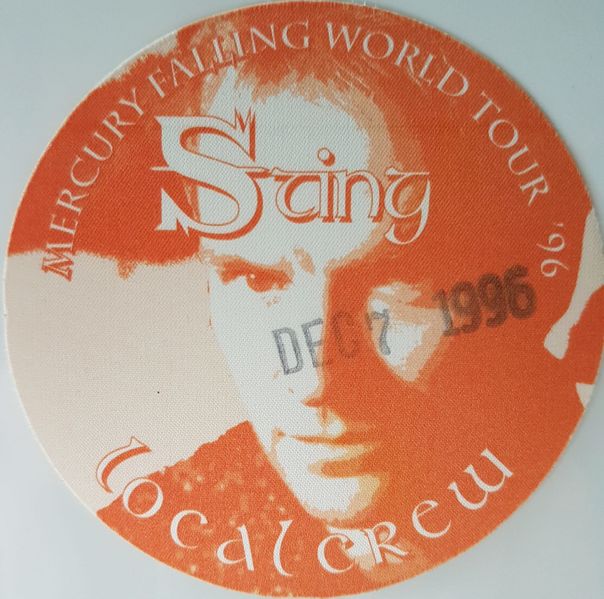 MERCURY FALLING WORLD TOUR '96
Sting
DEC 7 1996
local crew